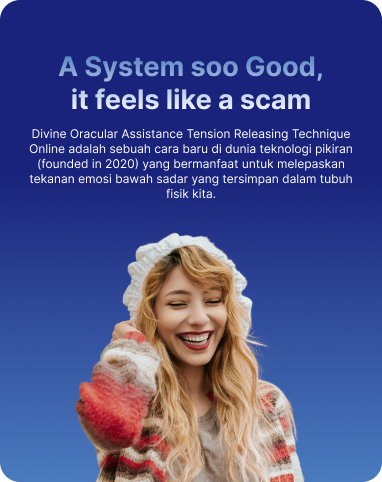 A System soo Good,
it feels like a scam
Divine Oracular Assistance Tension Releasing Technique
Online adalah sebuah cara baru di dunia teknologi pikiran
(founded in 2020) yang bermanfaat untuk melepaskan
tekanan emosi bawah sadar yang tersimpan dalam tubuh
fisik kita.